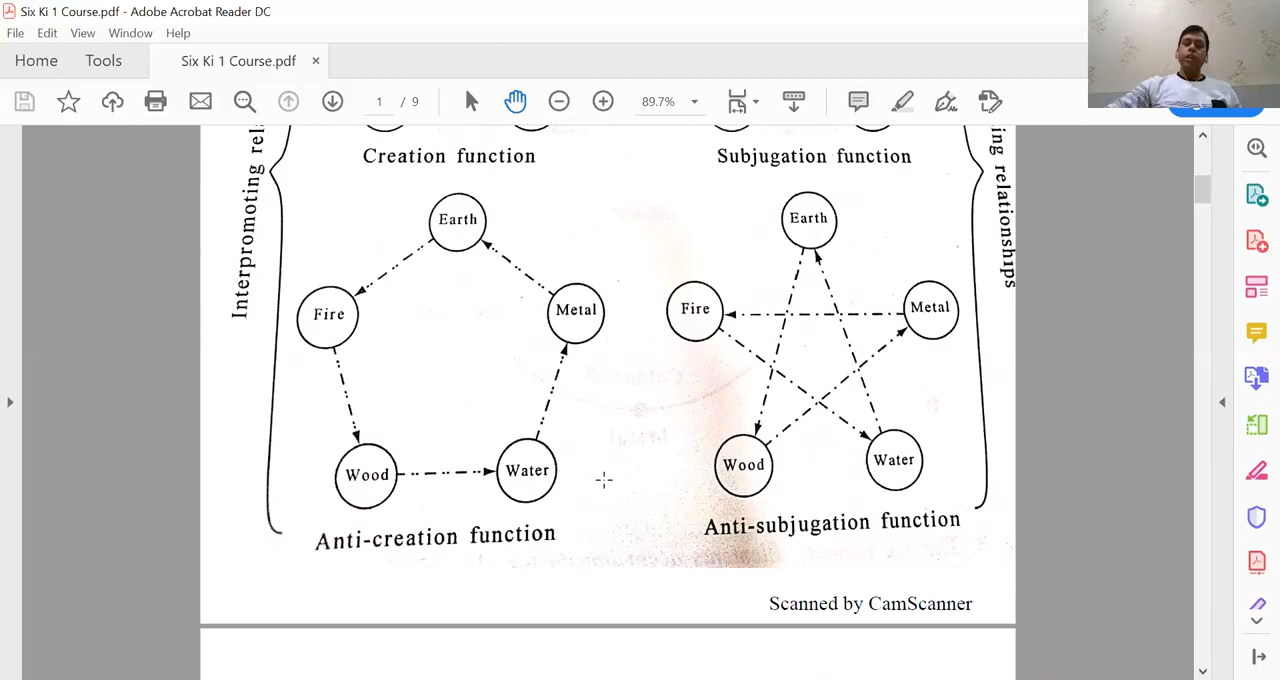 Six Ki 1 Course.pdf - Adobe Acrobat Reader DC
File Edit View Window Help
Home Tools Six Ki 1 Course.pdf ×
1 / 9 89.7%
Interpromoting rela
Creation function
Subjugation function
ing relationships
Earth
Fire
Metal
Wood
Water
Anti-creation function
Earth
Fire
Metal
Wood
Water
Anti-subjugation function
Scanned by CamScanner